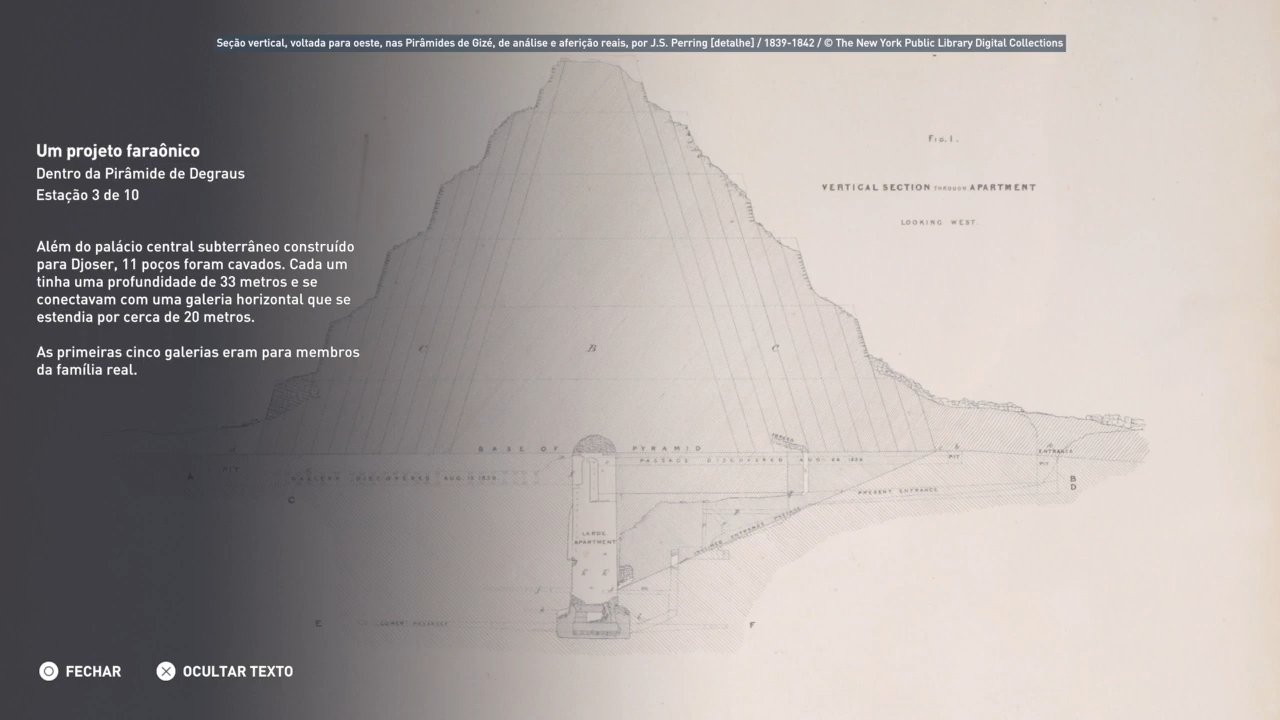 Seção vertical, voltada para oeste, nas Pirâmides de Gizé, de análise e aferição reais, por J.S. Perring [detalhe] / 1839-1842 / © The New York Public Library Digital Collections
Um projeto faraônico
Dentro da Pirâmide de Degraus
Estação 3 de 10
Além do palácio central subterrâneo construído
para Djoser, 11 poços foram cavados. Cada um
tinha uma profundidade de 33 metros e se
conectavam com uma galeria horizontal que se
estendia por cerca de 20 metros.
As primeiras cinco galerias eram para membros
da família real.
FIG. 1.
VERTICAL SECTION THROUGH APARTMENT
LOOKING WEST.
C B C
BASE OF PYRAMID
PIT
PASSAGE DISCOVERED AUG.
PIT
ENTRANCE
PIT
A
B
D
C
PRESENT ENTRANCE
LARGE
APARTMENT
E
F
FECHAR
OCULTAR TEXTO